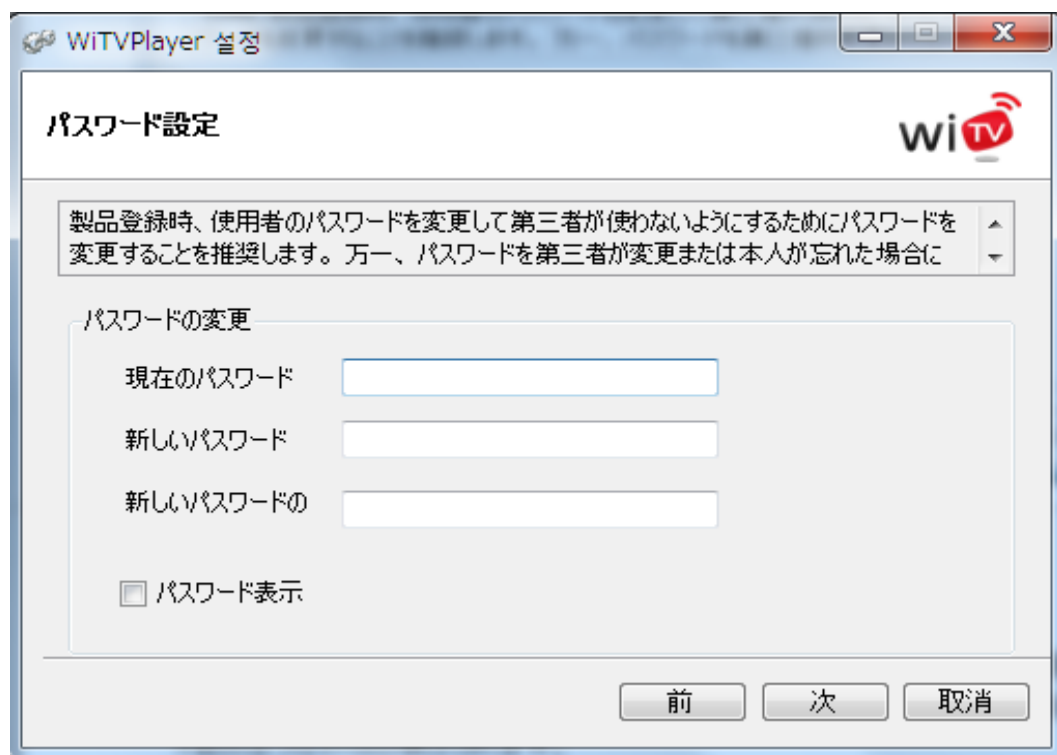 WiTVPlayer 설정
パスワード設定
wi TV
製品登録時、使用者のパスワードを変更して第三者が使わないようにするためにパスワードを
変更することを推奨します。万一、パスワードを第三者が変更または本人が忘れた場合に
パスワードの変更
現在のパスワード
新しいパスワード
新しいパスワードの
パスワード表示
前 次 取消